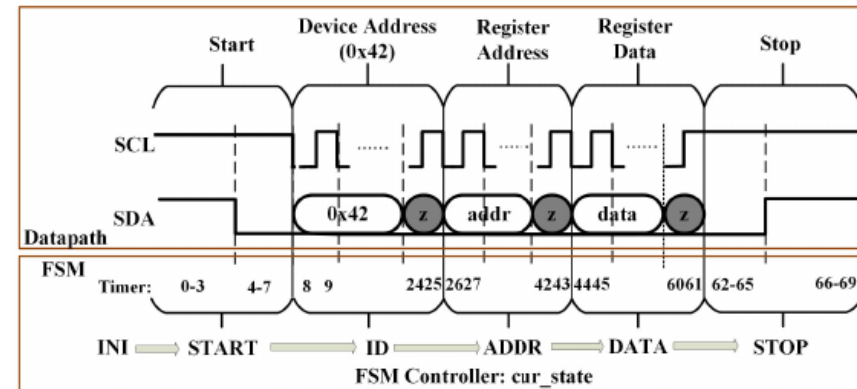 Start
Device Address
(0x42)
Register
Address
Register
Data
Stop
SCL
......
......
......
SDA
0x42
z
addr
z
data
z
Datapath
FSM
Timer: 0-3 4-7 8 9 2425 2627 4243 4445 6061 62-65 66-69
INI START ID ADDR DATA STOP
FSM Controller: cur_state